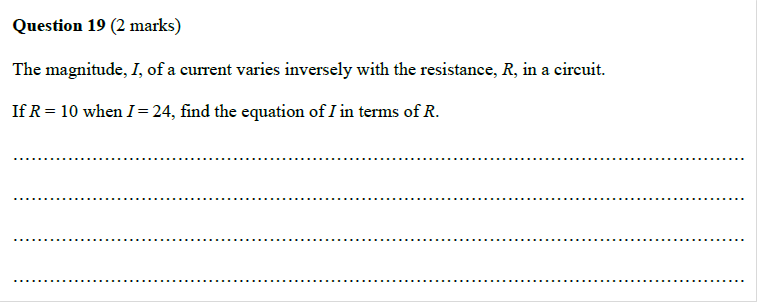 Question 19 (2 marks)
The magnitude, I, of a current varies inversely with the resistance, R, in a circuit.
If R = 10 when I = 24, find the equation of I in terms of R.